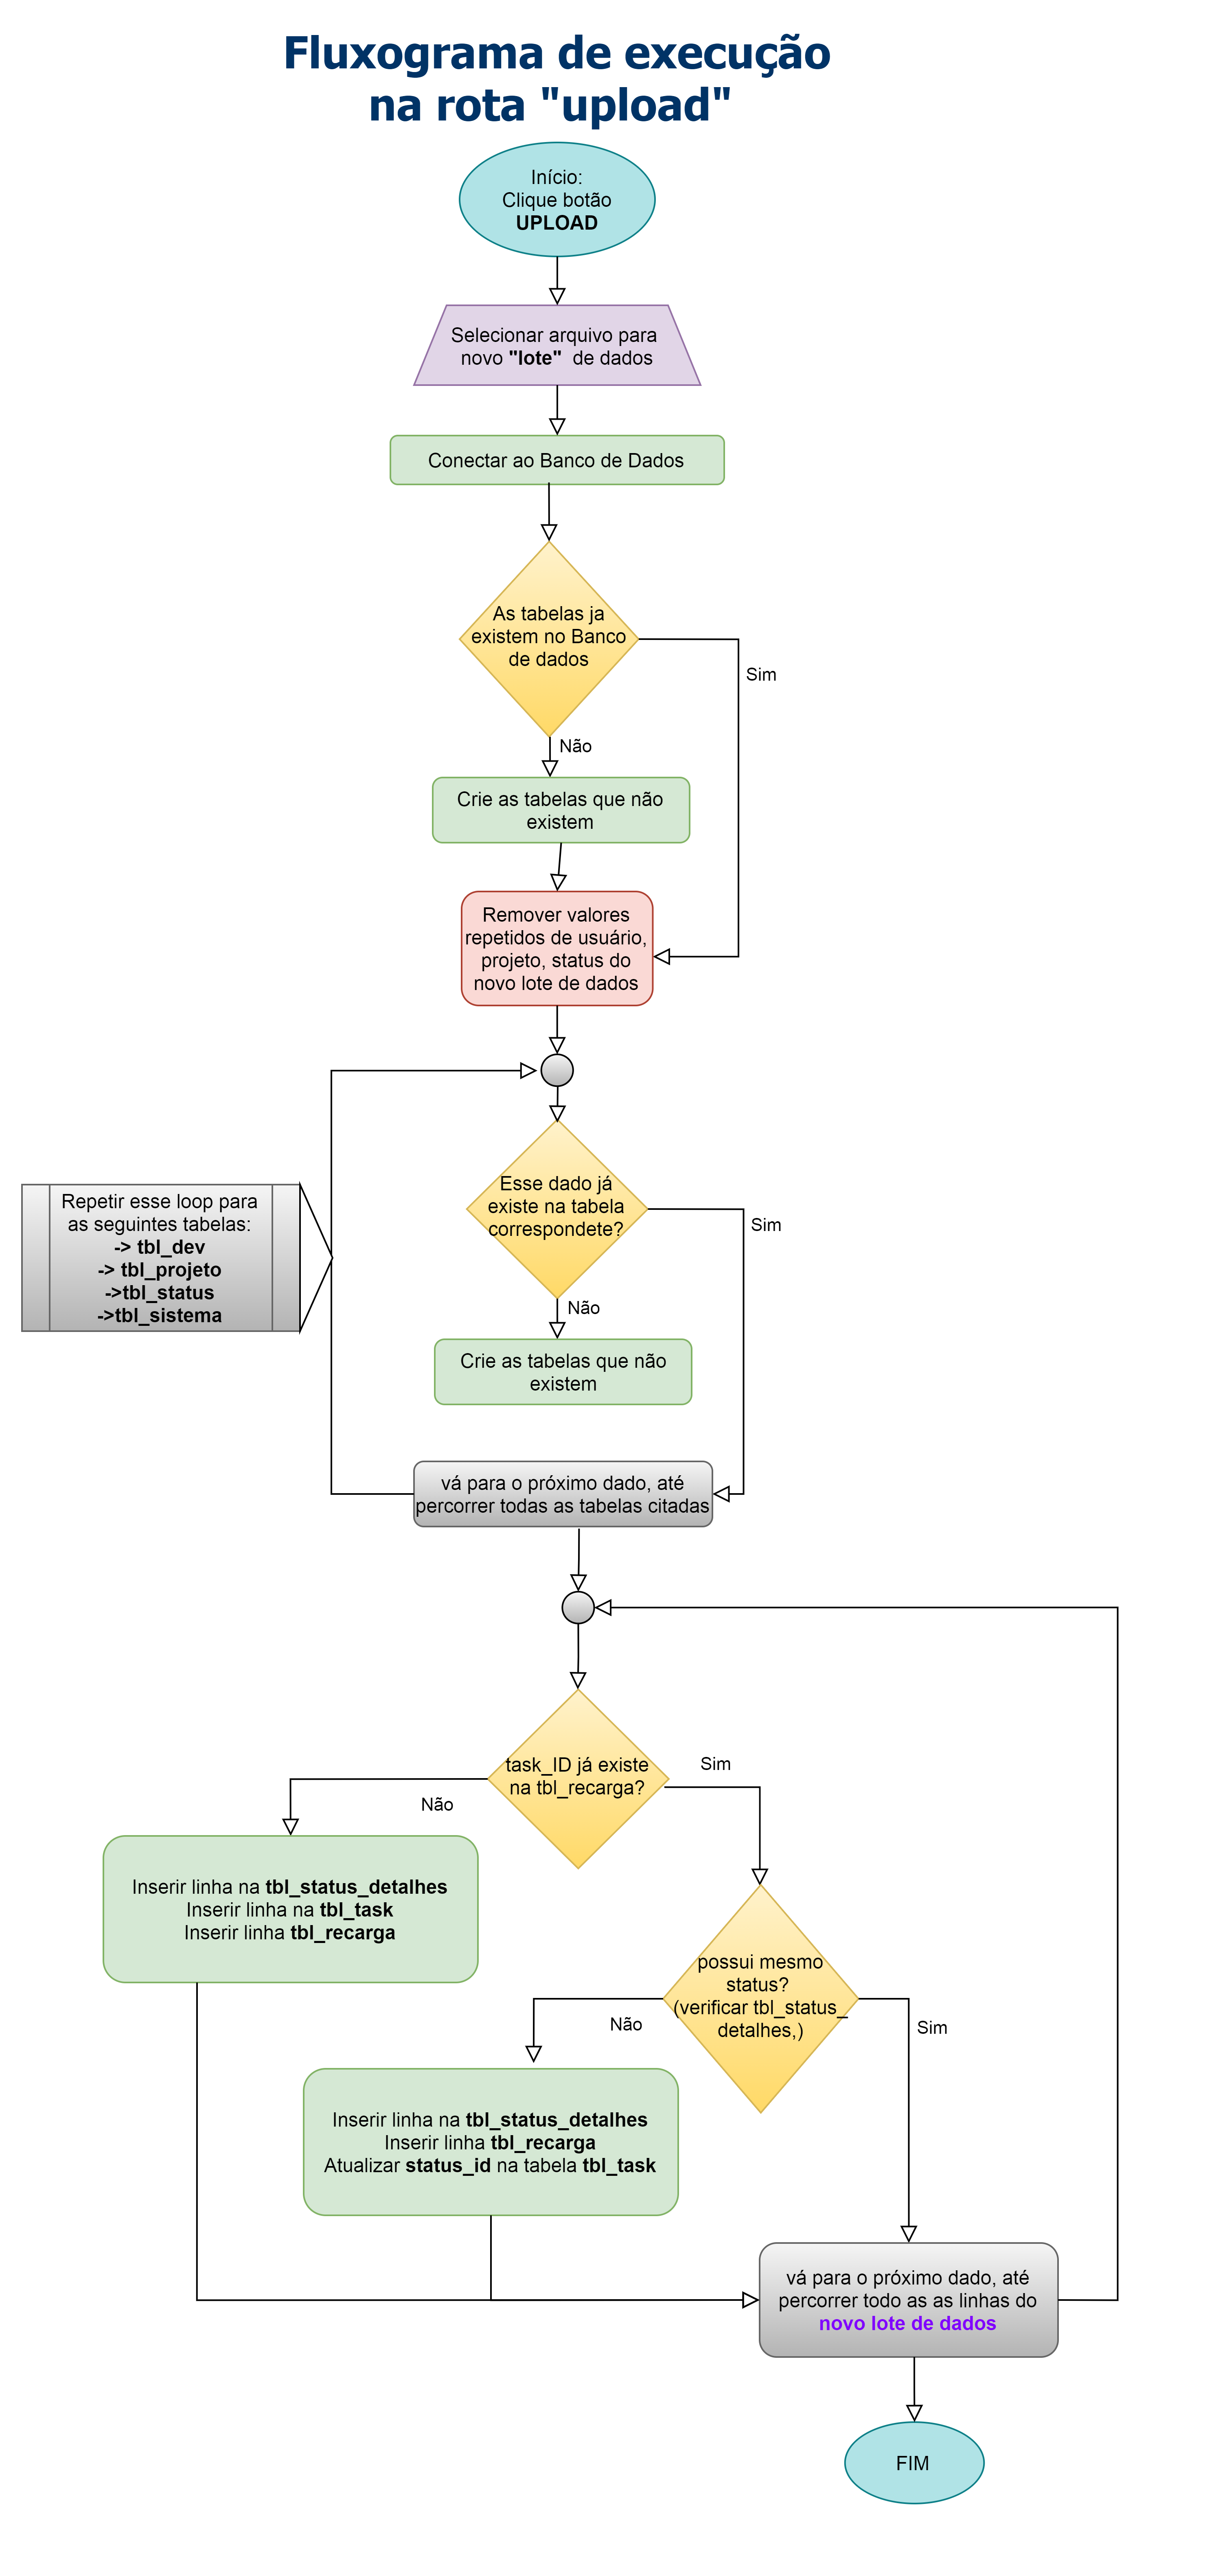 Fluxograma de execução
na rota "upload"
Início:
Clique botão
UPLOAD
Selecionar arquivo para
novo "lote" de dados
Conectar ao Banco de Dados
As tabelas ja
existem no Banco
de dados
Sim
Não
Crie as tabelas que não
existem
Remover valores
repetidos de usuário,
projeto, status do
novo lote de dados
Repetir esse loop para
as seguintes tabelas:
-> tbl_dev
-> tbl_projeto
->tbl_status
->tbl_sistema
Esse dado já
existe na tabela
correspondete?
Sim
Não
Crie as tabelas que não
existem
vá para o próximo dado, até
percorrer todas as tabelas citadas
task_ID já existe
na tbl_recarga?
Sim
Não
Inserir linha na tbl_status_detalhes
Inserir linha na tbl_task
Inserir linha tbl_recarga
possui mesmo
status?
(verificar tbl_status_
detalhes,)
Não
Sim
Inserir linha na tbl_status_detalhes
Inserir linha tbl_recarga
Atualizar status_id na tabela tbl_task
vá para o próximo dado, até
percorrer todo as as linhas do
novo lote de dados
FIM